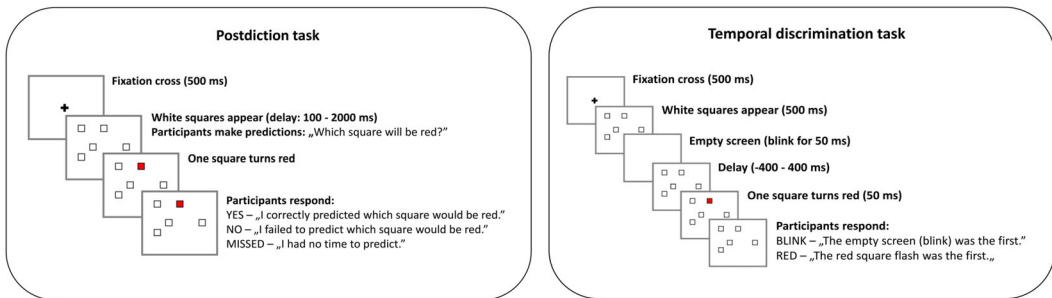 Postdiction task
Fixation cross (500 ms)
White squares appear (delay: 100 - 2000 ms)
Participants make predictions: „Which square will be red?”
One square turns red
Participants respond:
YES – „I correctly predicted which square would be red.”
NO – „I failed to predict which square would be red.”
MISSED – „I had no time to predict.”
Temporal discrimination task
Fixation cross (500 ms)
White squares appear (500 ms)
Empty screen (blink for 50 ms)
Delay (-400 - 400 ms)
One square turns red (50 ms)
Participants respond:
BLINK – „The empty screen (blink) was the first.”
RED – „The red square flash was the first.„